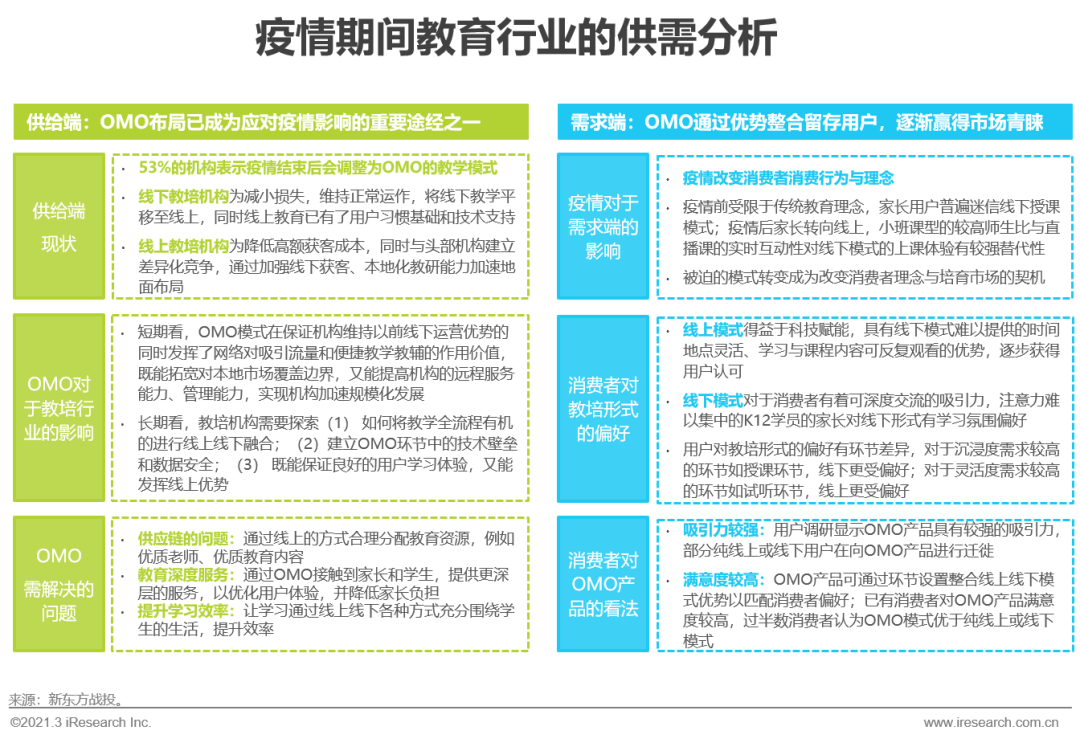 疫情期间教育行业的供需分析
供给端：OMO布局已成为应对疫情影响的重要途经之一
供给端
现状
· 53%的机构表示疫情结束后会调整为OMO的教学模式
· 线下教培机构为减小损失，维持正常运作，将线下教学平
移至线上，同时线上教育已有了用户习惯基础和技术支持
· 线上教培机构为降低高额获客成本，同时与头部机构建立
差异化竞争，通过加强线下获客、本地化教研能力加速地
面布局
OMO对
于教培行
业的影响
· 短期看，OMO模式在保证机构维持以前线下运营优势的
同时发挥了网络对吸引流量和便捷教学教辅的作用价值，
既能拓宽对本地市场覆盖边界，又能提高机构的远程服务
能力、管理能力，实现机构加速规模化发展
· 长期看，教培机构需要探索（1） 如何将教学全流程有机
的进行线上线下融合；（2）建立OMO环节中的技术壁垒
和数据安全；（3） 既能保证良好的用户学习体验，又能
发挥线上优势
OMO
需解决的
问题
· 供应链的问题：通过线上的方式合理分配教育资源，例如
优质老师、优质教育内容
· 教育深度服务：通过OMO接触到家长和学生，提供更深
层的服务，以优化用户体验，并降低家长负担
· 提升学习效率：让学习通过线上线下各种方式充分围绕学
生的生活，提升效率
需求端：OMO通过优势整合留存用户，逐渐赢得市场青睐
疫情对于
需求端的
影响
· 疫情改变消费者消费行为与理念
· 疫情前受限于传统教育理念，家长用户普遍迷信线下授课
模式；疫情后家长转向线上，小班课型的较高师生比与直
播课的实时互动性对线下模式的上课体验有较强替代性
· 被迫的模式转变成为改变消费者理念与培育市场的契机
消费者对
教培形式
的偏好
· 线上模式得益于科技赋能，具有线下模式难以提供的时间
地点灵活、学习与课程内容可反复观看的优势，逐步获得
用户认可
· 线下模式对于消费者有着可深度交流的吸引力，注意力难
以集中的K12学员的家长对线下形式有学习氛围偏好
· 用户对教培形式的偏好有环节差异，对于沉浸度需求较高
的环节如授课环节，线下更受偏好；对于灵活度需求较高
的环节如试听环节，线上更受偏好
消费者对
OMO产
品的看法
· 吸引力较强：用户调研显示OMO产品具有较强的吸引力，
部分纯线上或线下用户在向OMO产品进行迁徙
· 满意度较高：OMO产品可通过环节设置整合线上线下模
式优势以匹配消费者偏好；已有消费者对OMO产品满意
度较高，过半数消费者认为OMO模式优于纯线上或线下
模式
来源：新东方战投。
©2021.3 iResearch Inc.
www.iresearch.com.cn